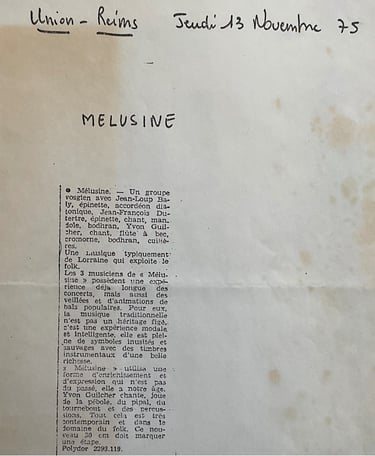 Union - Reims Jeudi 13 Novembre 75
MELUSINE
● Mélusine. — Un groupe
vosgien avec Jean-Loup Ba-
ly, épinette, accordéon dia-
tonique, Jean-François Du-
tertre, épinette, chant, man-
dole, bodhran, Yvon Guil-
cher, chant, flûte à bec,
cromorne, bodhran, cuillè-
res.
Une musique typiquement
de Lorraine qui exploite le
folk.
Les 3 musiciens de « Mélu-
sine » possèdent une expé-
rience déjà longue des
concerts, mais aussi des
veillées et d'animations de
bals populaires. Pour eux,
la musique traditionnelle
n'est pas un héritage figé,
c'est une expérience modale
et intelligente, elle est plei-
ne de symboles inusités et
sauvages avec des timbres
instrumentaux d'une belle
richesse.
« Mélusine » utilise une
forme d'enrichissement et
d'expression qui n'est pas
du passé, elle a notre âge.
Yvon Guilcher chante, joue
de la pébole, du pipal, du
tournebout et des percus-
sions. Tout cela est très
contemporain et dans le
domaine du folk. Ce nou-
veau 30 cm doit marquer
une étape.
Polydor 2293.119.